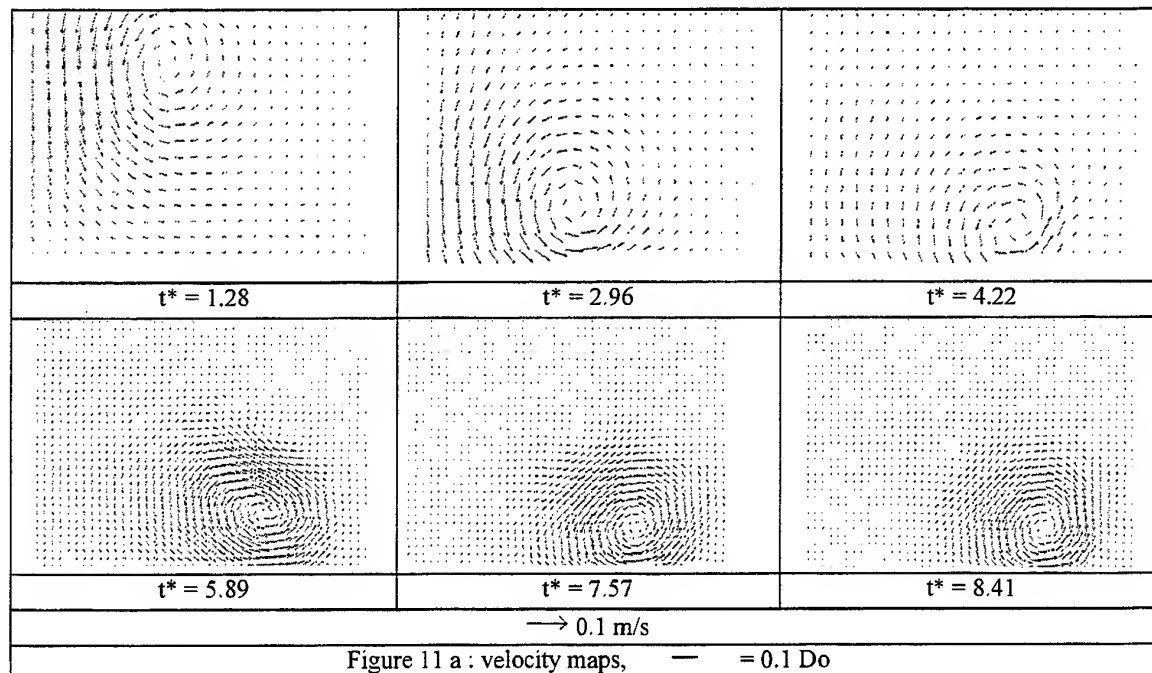 t* = 1.28
t* = 2.96
t* = 4.22
t* = 5.89
t* = 7.57
t* = 8.41
→ 0.1 m/s
Figure 11 a : velocity maps, — = 0.1 Do